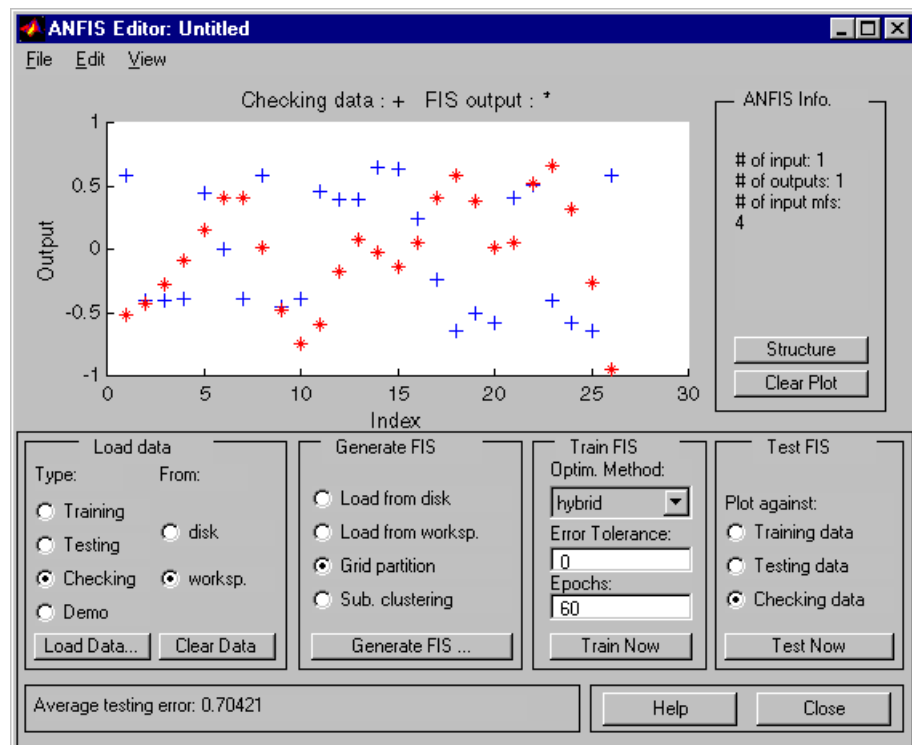 ANFIS Editor: Untitled
File Edit View
Checking data : + FIS output : *
1
0.5
0
-0.5
-1
Output
0 5 10 15 20 25 30
Index
ANFIS Info.
# of input: 1
# of outputs: 1
# of input mfs:
4
Structure
Clear Plot
Load data
Type: From:
Training
Testing
Checking
Demo
disk
worksp.
Load Data... Clear Data
Generate FIS
Load from disk
Load from worksp.
Grid partition
Sub. clustering
Generate FIS ...
Train FIS
Optim. Method:
hybrid
Error Tolerance:
0
Epochs:
60
Train Now
Test FIS
Plot against:
Training data
Testing data
Checking data
Test Now
Average testing error: 0.70421
Help Close